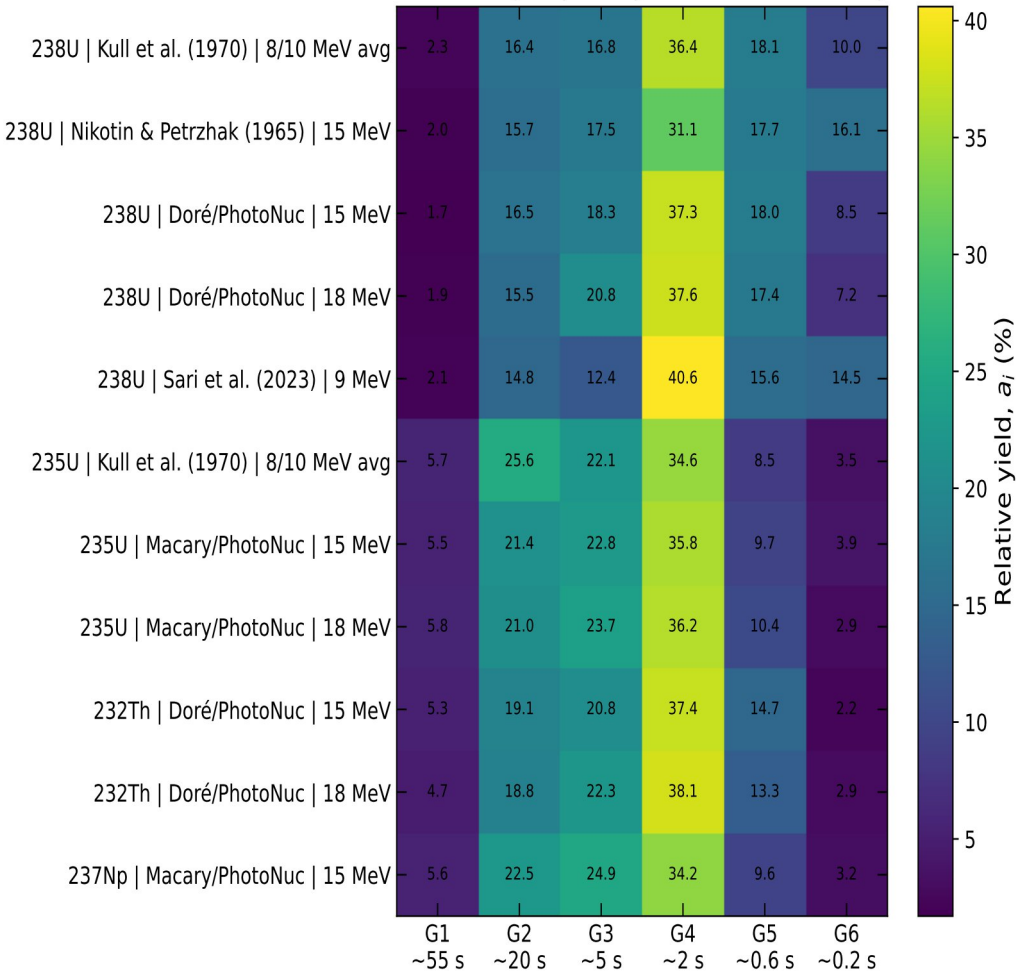 238U | Kull et al. (1970) | 8/10 MeV avg 2.3 16.4 16.8 36.4 18.1 10.0
238U | Nikotin & Petrzhak (1965) | 15 MeV 2.0 15.7 17.5 31.1 17.7 16.1
238U | Doré/PhotoNuc | 15 MeV 1.7 16.5 18.3 37.3 18.0 8.5
238U | Doré/PhotoNuc | 18 MeV 1.9 15.5 20.8 37.6 17.4 7.2
238U | Sari et al. (2023) | 9 MeV 2.1 14.8 12.4 40.6 15.6 14.5
235U | Kull et al. (1970) | 8/10 MeV avg 5.7 25.6 22.1 34.6 8.5 3.5
235U | Macary/PhotoNuc | 15 MeV 5.5 21.4 22.8 35.8 9.7 3.9
235U | Macary/PhotoNuc | 18 MeV 5.8 21.0 23.7 36.2 10.4 2.9
232Th | Doré/PhotoNuc | 15 MeV 5.3 19.1 20.8 37.4 14.7 2.2
232Th | Doré/PhotoNuc | 18 MeV 4.7 18.8 22.3 38.1 13.3 2.9
237Np | Macary/PhotoNuc | 15 MeV 5.6 22.5 24.9 34.2 9.6 3.2
G1 G2 G3 G4 G5 G6
~55 s ~20 s ~5 s ~2 s ~0.6 s ~0.2 s
40
35
30
25
20
15
10
5
Relative yield, a_i (%)